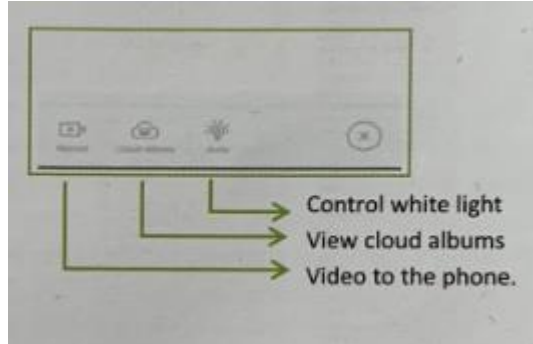 Control white light
View cloud albums
Video to the phone.